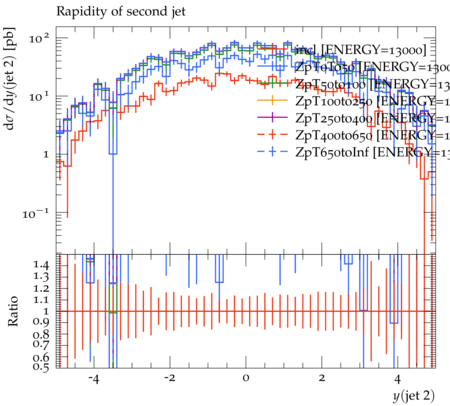 Rapidity of second jet
dσ / dy(jet 2) [pb]
10²
10¹
1
10⁻¹
incl [ENERGY=13000]
ZpT0to50 [ENERGY=1300
ZpT50to100 [ENERGY=13
ZpT100to250 [ENERGY=1
ZpT250to400 [ENERGY=1
ZpT400to650 [ENERGY=1
ZpT650toInf [ENERGY=13
Ratio
1.4
1.3
1.2
1.1
1
0.9
0.8
0.7
0.6
0.5
-4 -2 0 2 4
y(jet 2)